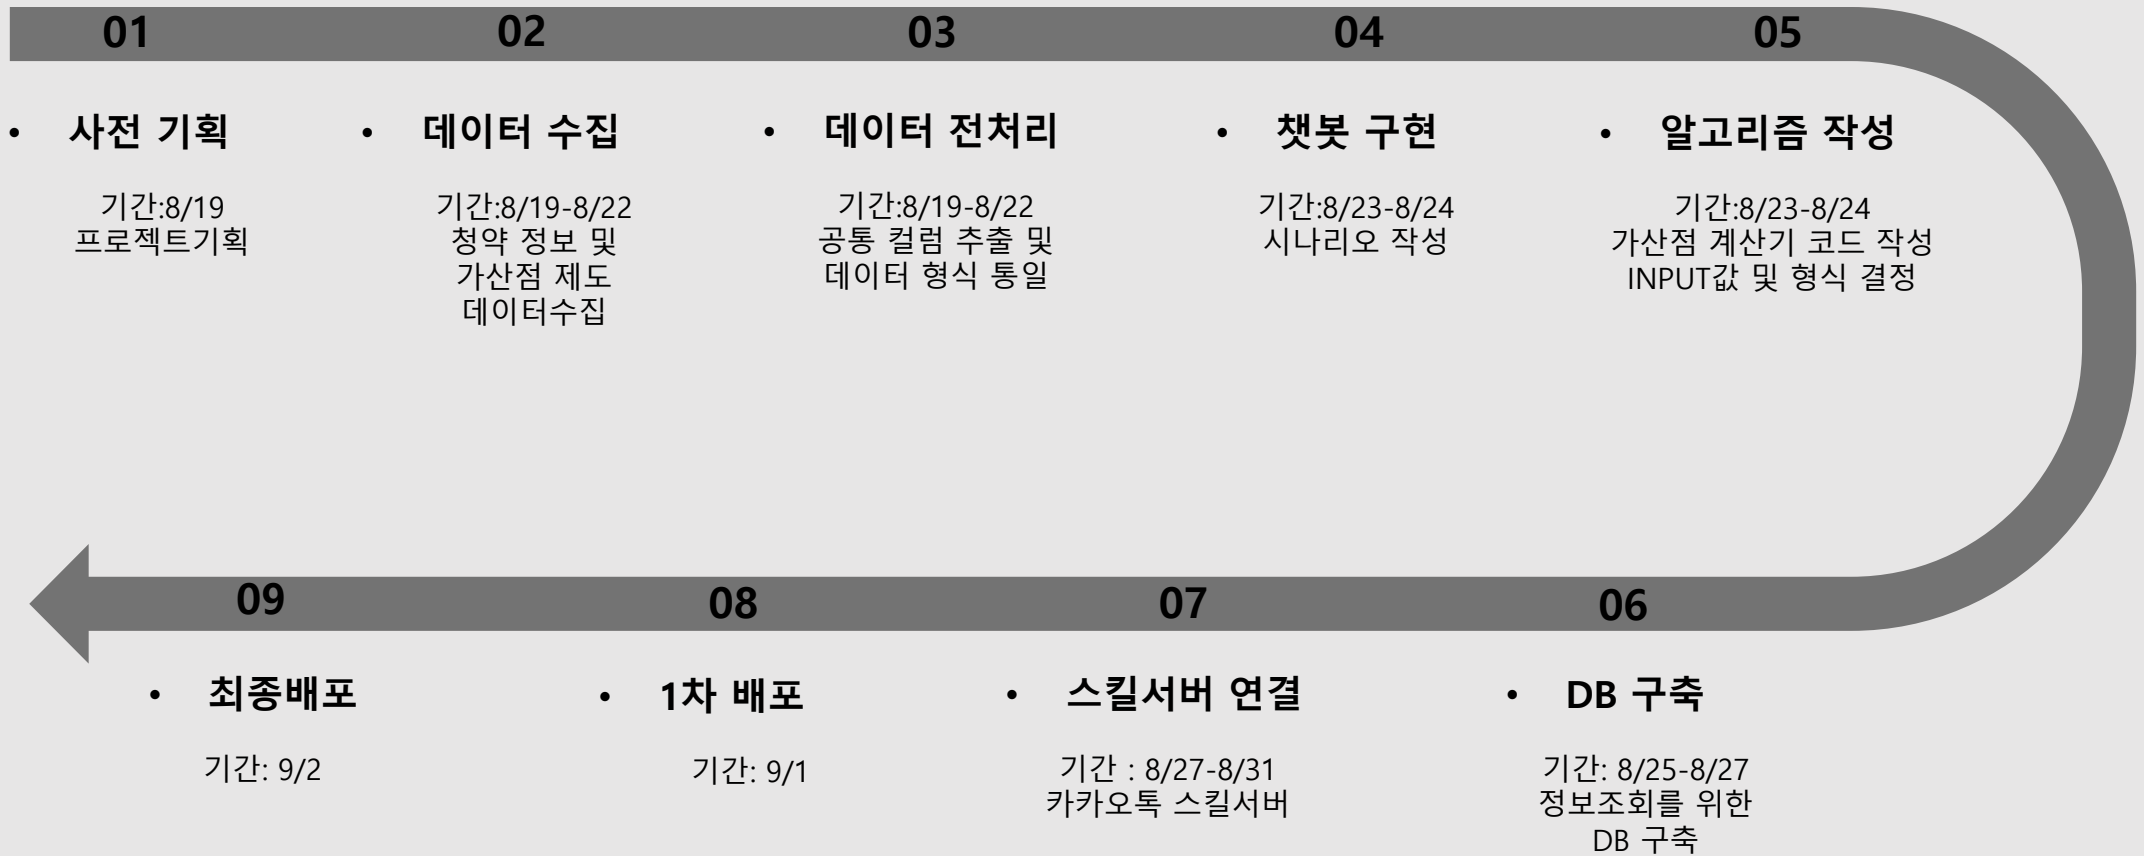 01
• 사전 기획
기간:8/19
프로젝트기획
02
• 데이터 수집
기간:8/19-8/22
청약 정보 및
가산점 제도
데이터수집
03
• 데이터 전처리
기간:8/19-8/22
공통 컬럼 추출 및
데이터 형식 통일
04
• 챗봇 구현
기간:8/23-8/24
시나리오 작성
05
• 알고리즘 작성
기간:8/23-8/24
가산점 계산기 코드 작성
INPUT값 및 형식 결정
06
• DB 구축
기간: 8/25-8/27
정보조회를 위한
DB 구축
07
• 스킬서버 연결
기간 : 8/27-8/31
카카오톡 스킬서버
08
• 1차 배포
기간: 9/1
09
• 최종배포
기간: 9/2